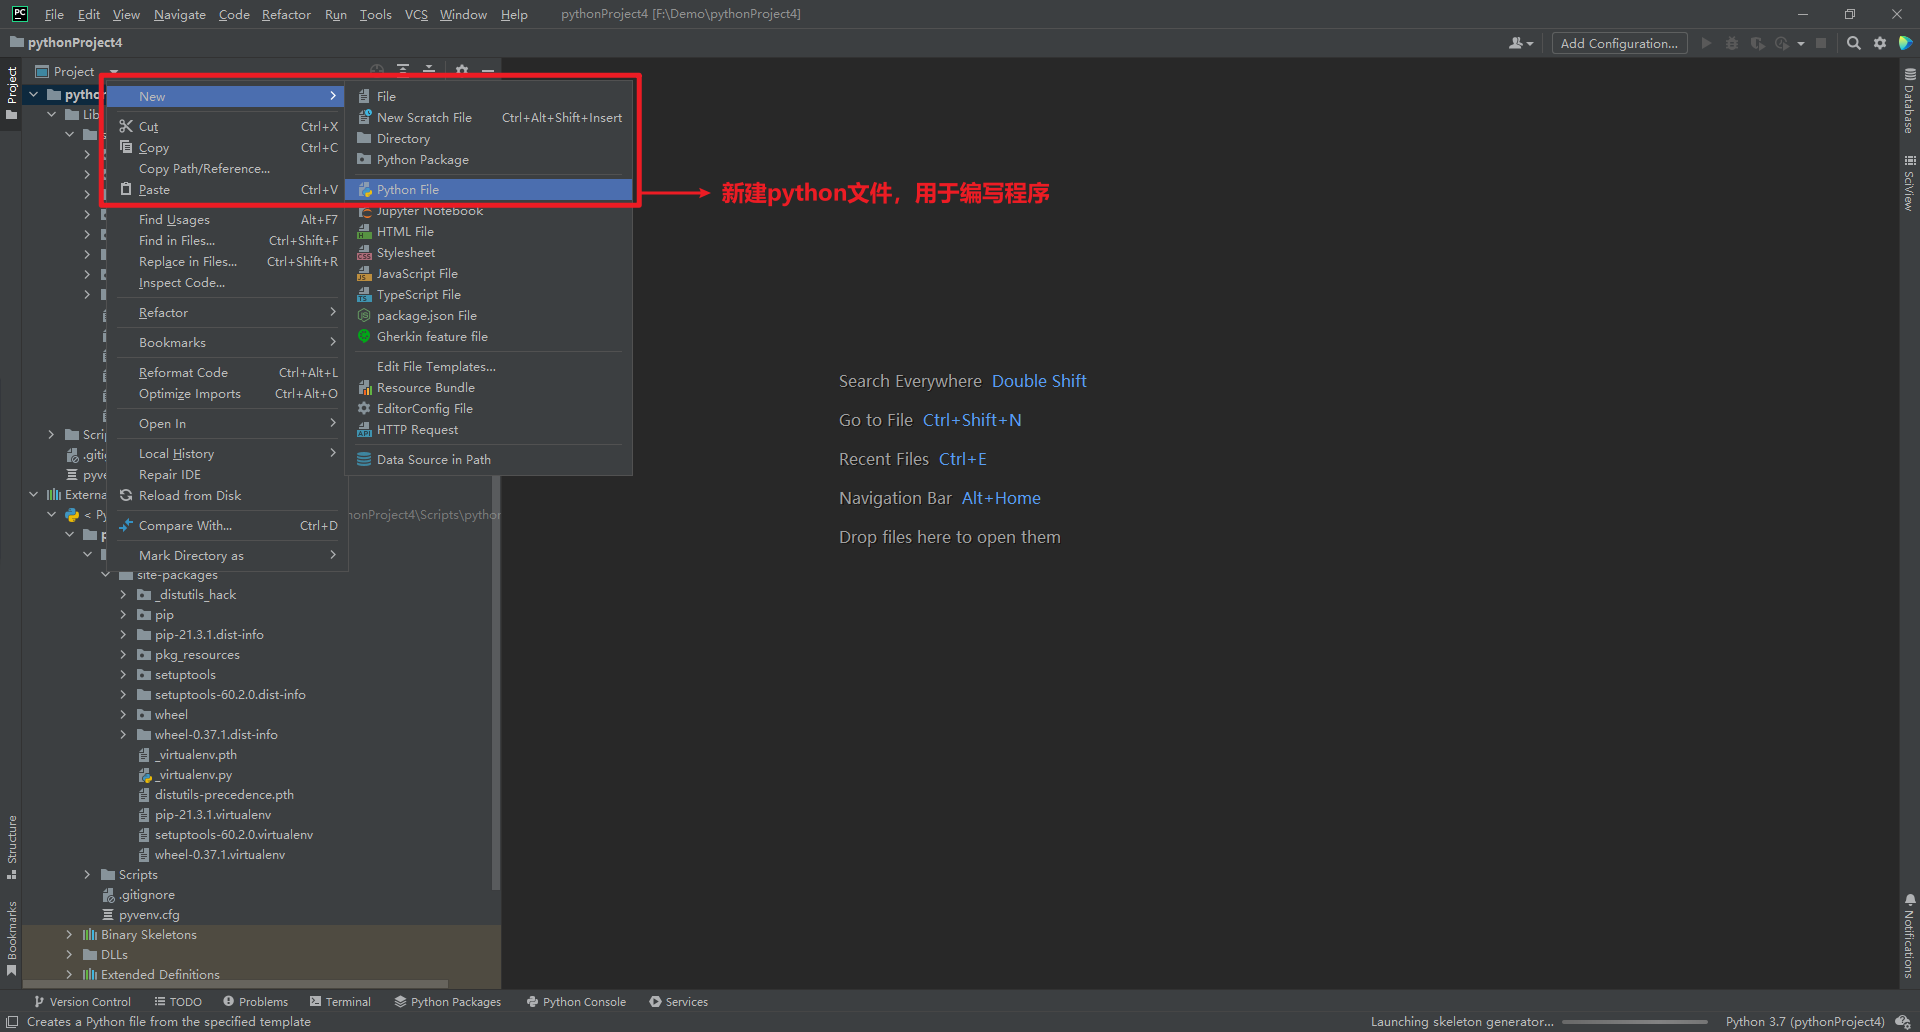 File Edit View Navigate Code Refactor Run Tools VCS Window Help pythonProject4 [F:\Demo\pythonProject4]
pythonProject4
Add Configuration...
Project
New
Cut Ctrl+X
Copy Ctrl+C
Copy Path/Reference...
Paste Ctrl+V
Find Usages Alt+F7
Find in Files... Ctrl+Shift+F
Replace in Files... Ctrl+Shift+R
Inspect Code...
Refactor
Bookmarks
Reformat Code Ctrl+Alt+L
Optimize Imports Ctrl+Alt+O
Open In
Local History
Repair IDE
Reload from Disk
Compare With... Ctrl+D
Mark Directory as
File
New Scratch File Ctrl+Alt+Shift+Insert
Directory
Python Package
Python File
Jupyter Notebook
HTML File
Stylesheet
JavaScript File
TypeScript File
package.json File
Gherkin feature file
Edit File Templates...
Resource Bundle
EditorConfig File
HTTP Request
Data Source in Path
新建python文件，用于编写程序
Search Everywhere Double Shift
Go to File Ctrl+Shift+N
Recent Files Ctrl+E
Navigation Bar Alt+Home
Drop files here to open them
site-packages
_distutils_hack
pip
pip-21.3.1.dist-info
pkg_resources
setuptools
setuptools-60.2.0.dist-info
wheel
wheel-0.37.1.dist-info
_virtualenv.pth
_virtualenv.py
distutils-precedence.pth
pip-21.3.1.virtualenv
setuptools-60.2.0.virtualenv
wheel-0.37.1.virtualenv
Scripts
.gitignore
pyvenv.cfg
Binary Skeletons
DLLs
Extended Definitions
Project
Structure
Bookmarks
Database
SciView
Notifications
Version Control TODO Problems Terminal Python Packages Python Console Services
Creates a Python file from the specified template
Launching skeleton generator... Python 3.7 (pythonProject4)